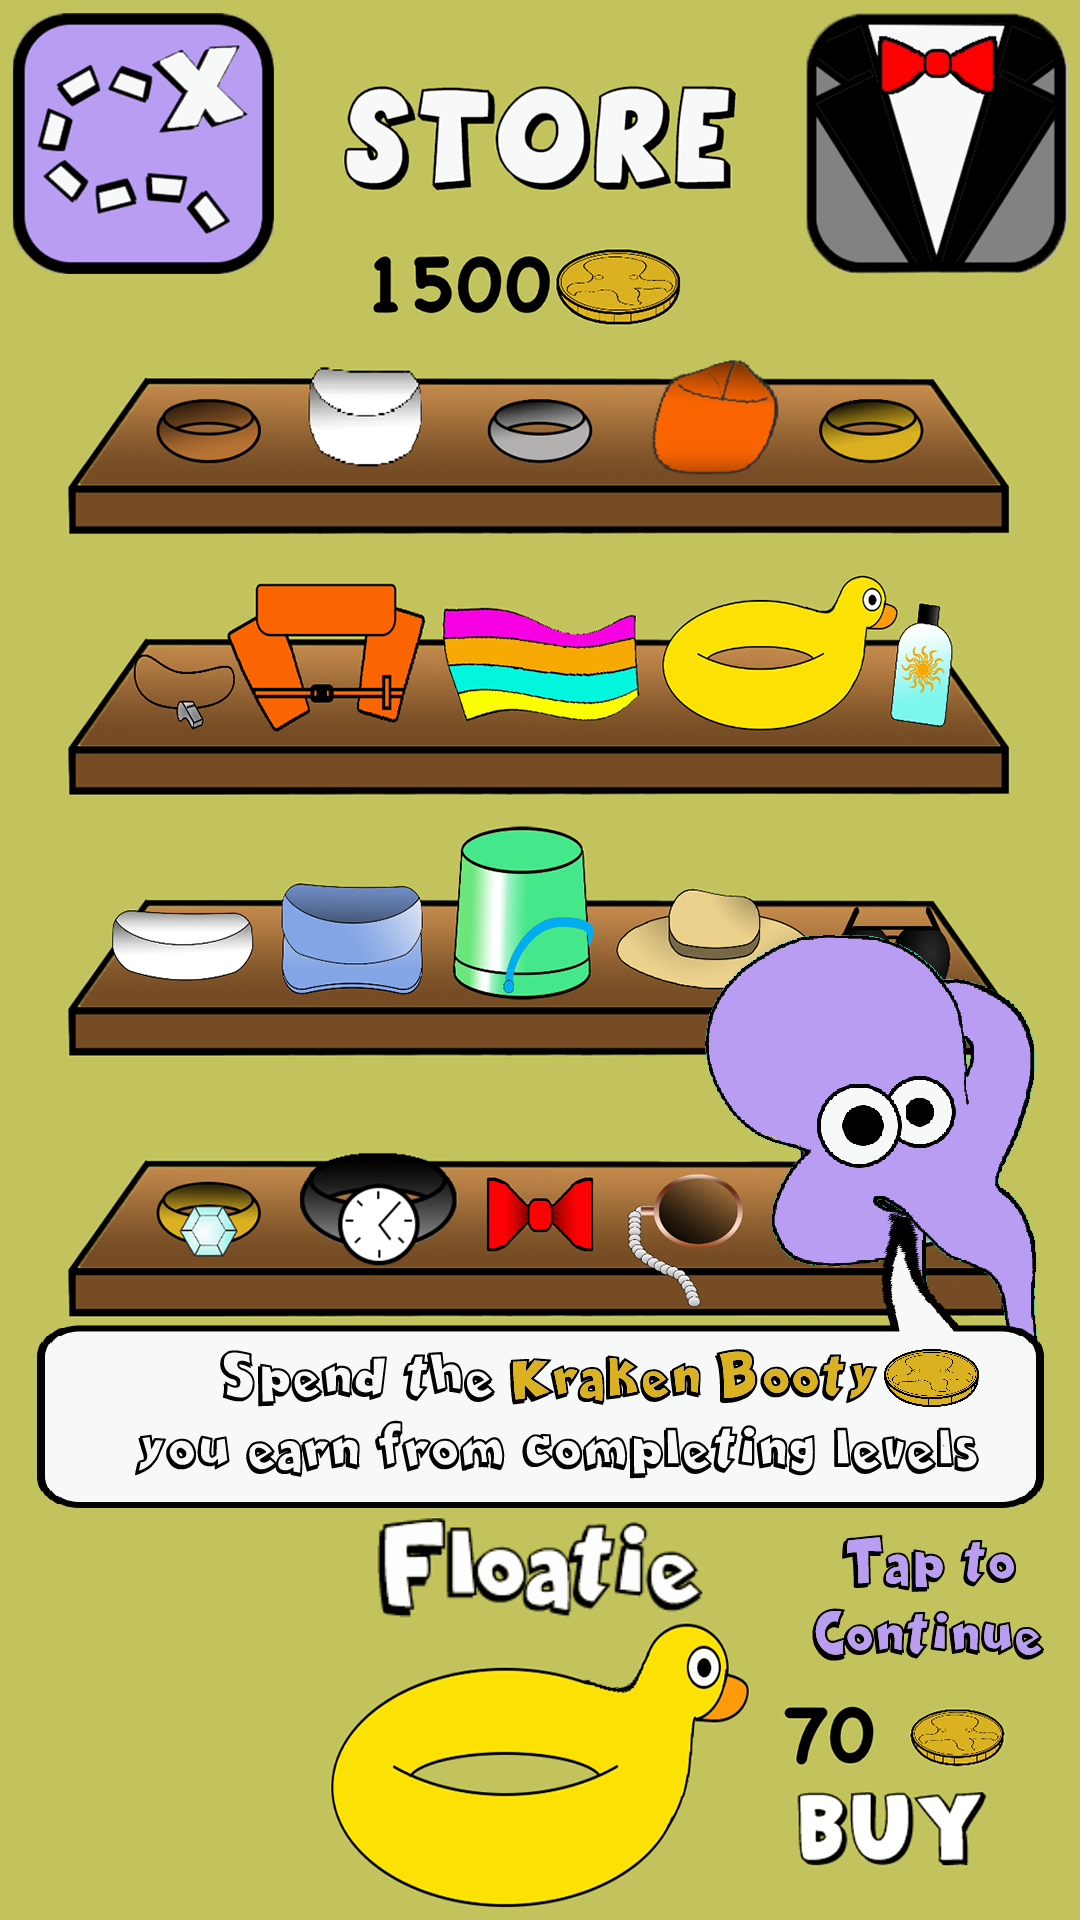 X
STORE
1500
Spend the Kraken Booty
you earn from completing levels
Floatie
Tap to
Continue
70
BUY